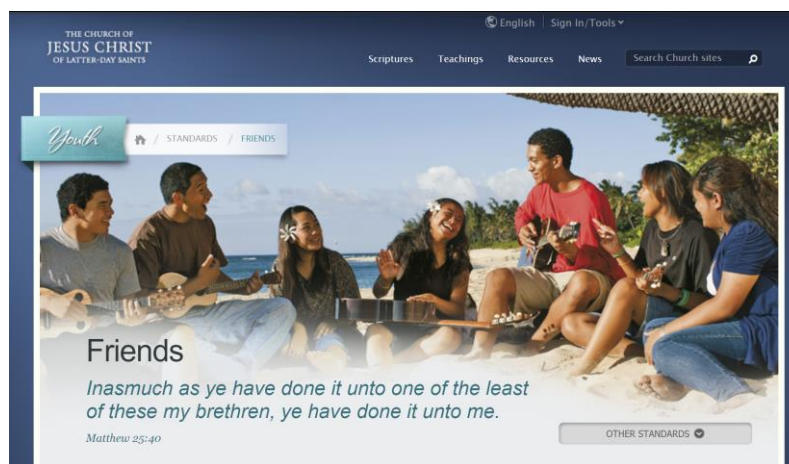 English Sign In/Tools
THE CHURCH OF
JESUS CHRIST
OF LATTER-DAY SAINTS
Scriptures Teachings Resources News Search Church sites
Youth / STANDARDS / FRIENDS
Friends
Inasmuch as ye have done it unto one of the least
of these my brethren, ye have done it unto me.
Matthew 25:40
OTHER STANDARDS